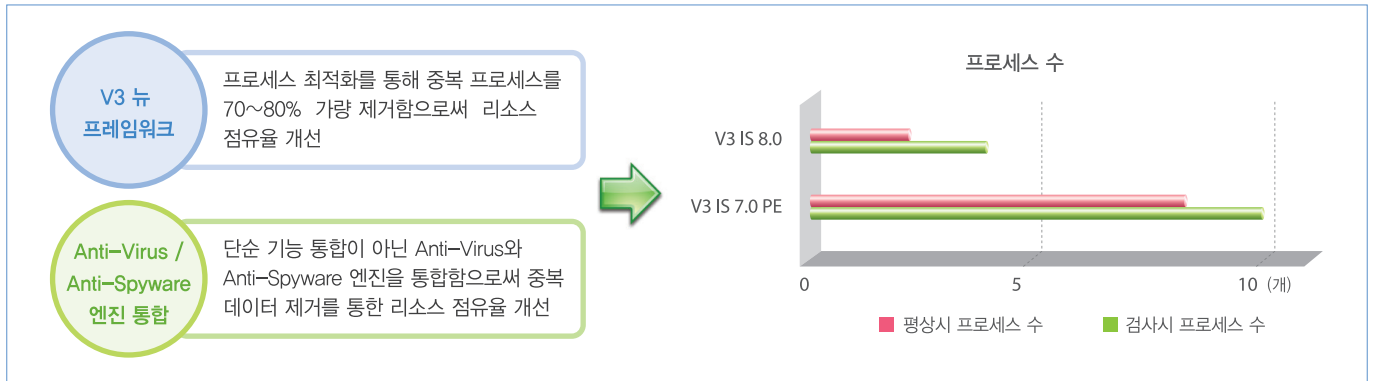 V3 뉴
프레임워크
프로세스 최적화를 통해 중복 프로세스를
70~80% 가량 제거함으로써 리소스
점유율 개선
Anti-Virus /
Anti-Spyware
엔진 통합
단순 기능 통합이 아닌 Anti-Virus와
Anti-Spyware 엔진을 통합함으로써 중복
데이터 제거를 통한 리소스 점유율 개선
프로세스 수
V3 IS 8.0
V3 IS 7.0 PE
0 5 10 (개)
평상시 프로세스 수 검사시 프로세스 수